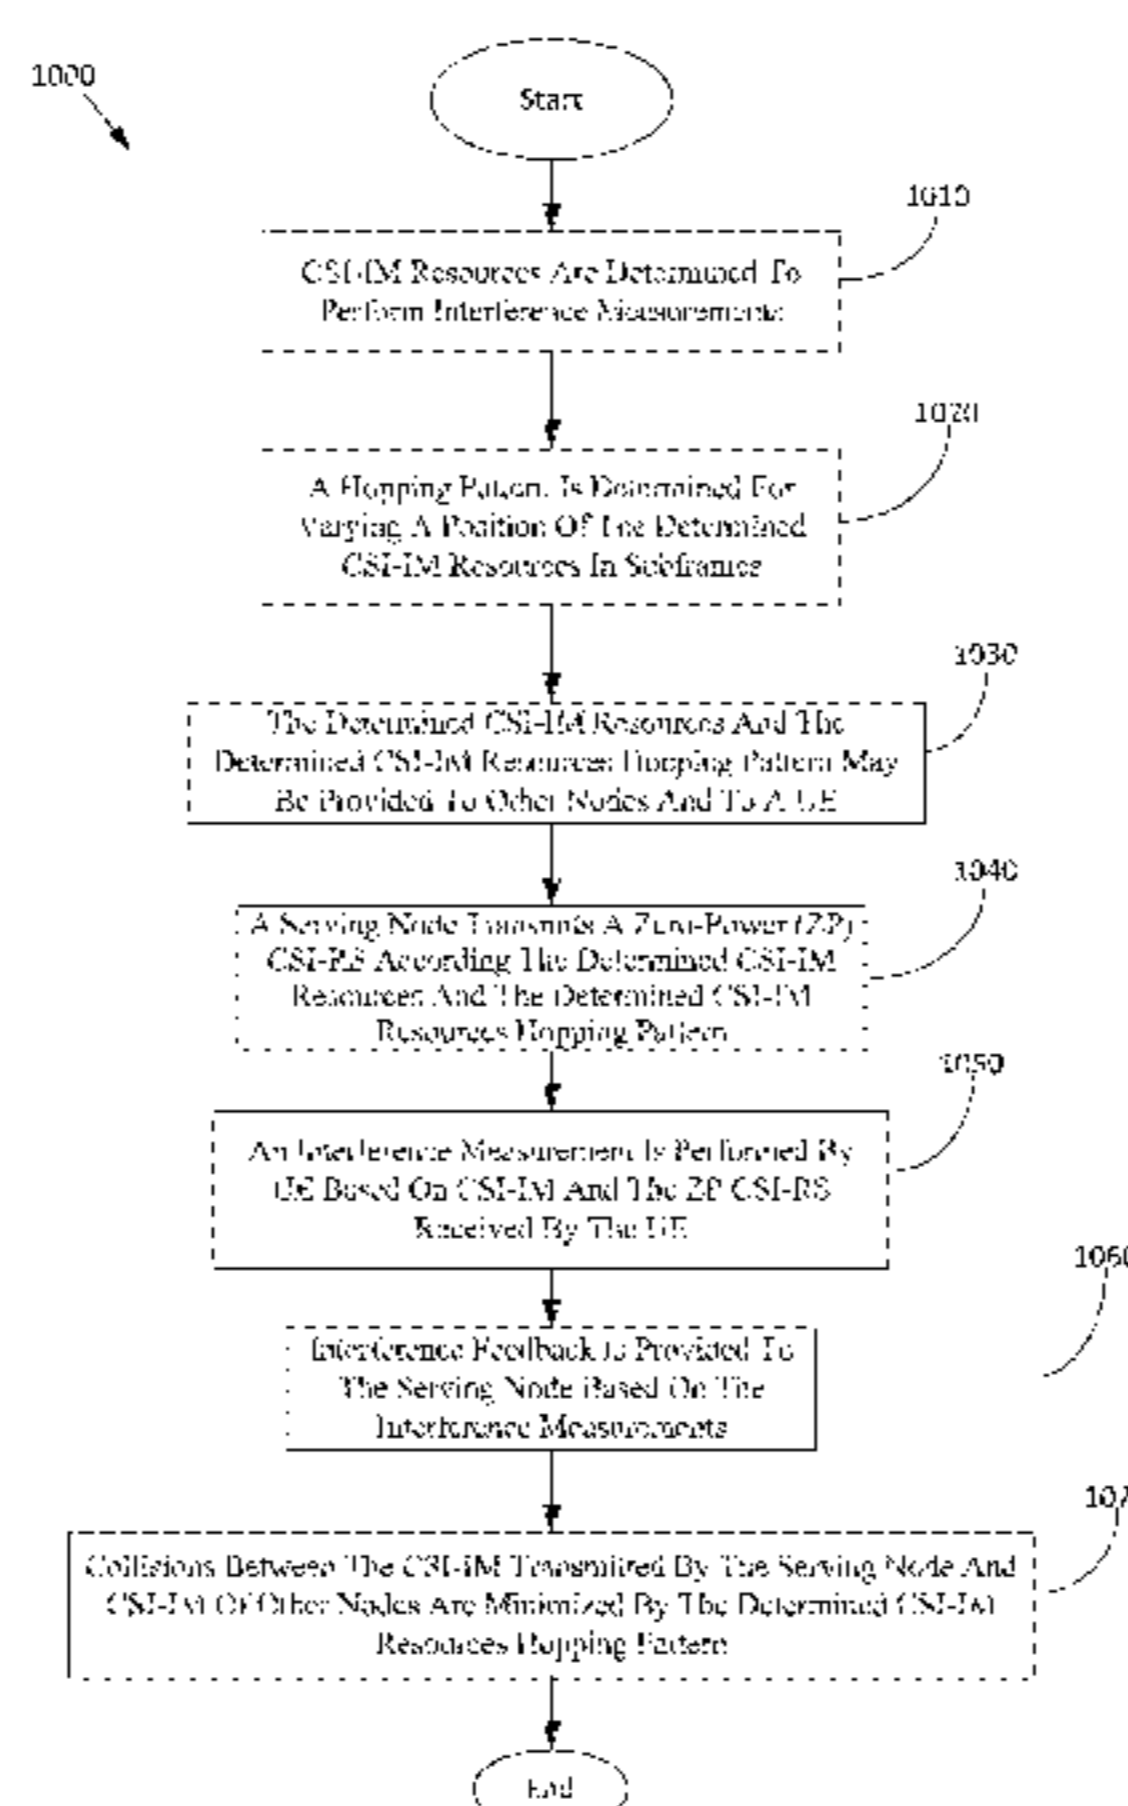 1000
Start
1010
CSI-IM Resources Are Determined To
Perform Interference Measurements
1020
A Hopping Pattern Is Determined For
Varying A Position Of The Determined
CSI-IM Resources In Subframes
1030
The Determined CSI-IM Resources And The
Determined CSI-IM Resources Hopping Pattern May
Be Provided To Other Nodes And To A UE
1040
A Serving Node Transmits A Zero-Power (ZP)
CSI-RS According The Determined CSI-IM
Resources And The Determined CSI-IM
Resources Hopping Pattern
1050
An Interference Measurement Is Performed By
UE Based On CSI-IM And The ZP CSI-RS
Received By The UE
1060
Interference Feedback Is Provided To
The Serving Node Based On The
Interference Measurements
107
Collisions Between The CSI-IM Transmitted By The Serving Node And
CSI-IM Of Other Nodes Are Minimized By The Determined CSI-IM
Resources Hopping Pattern
End